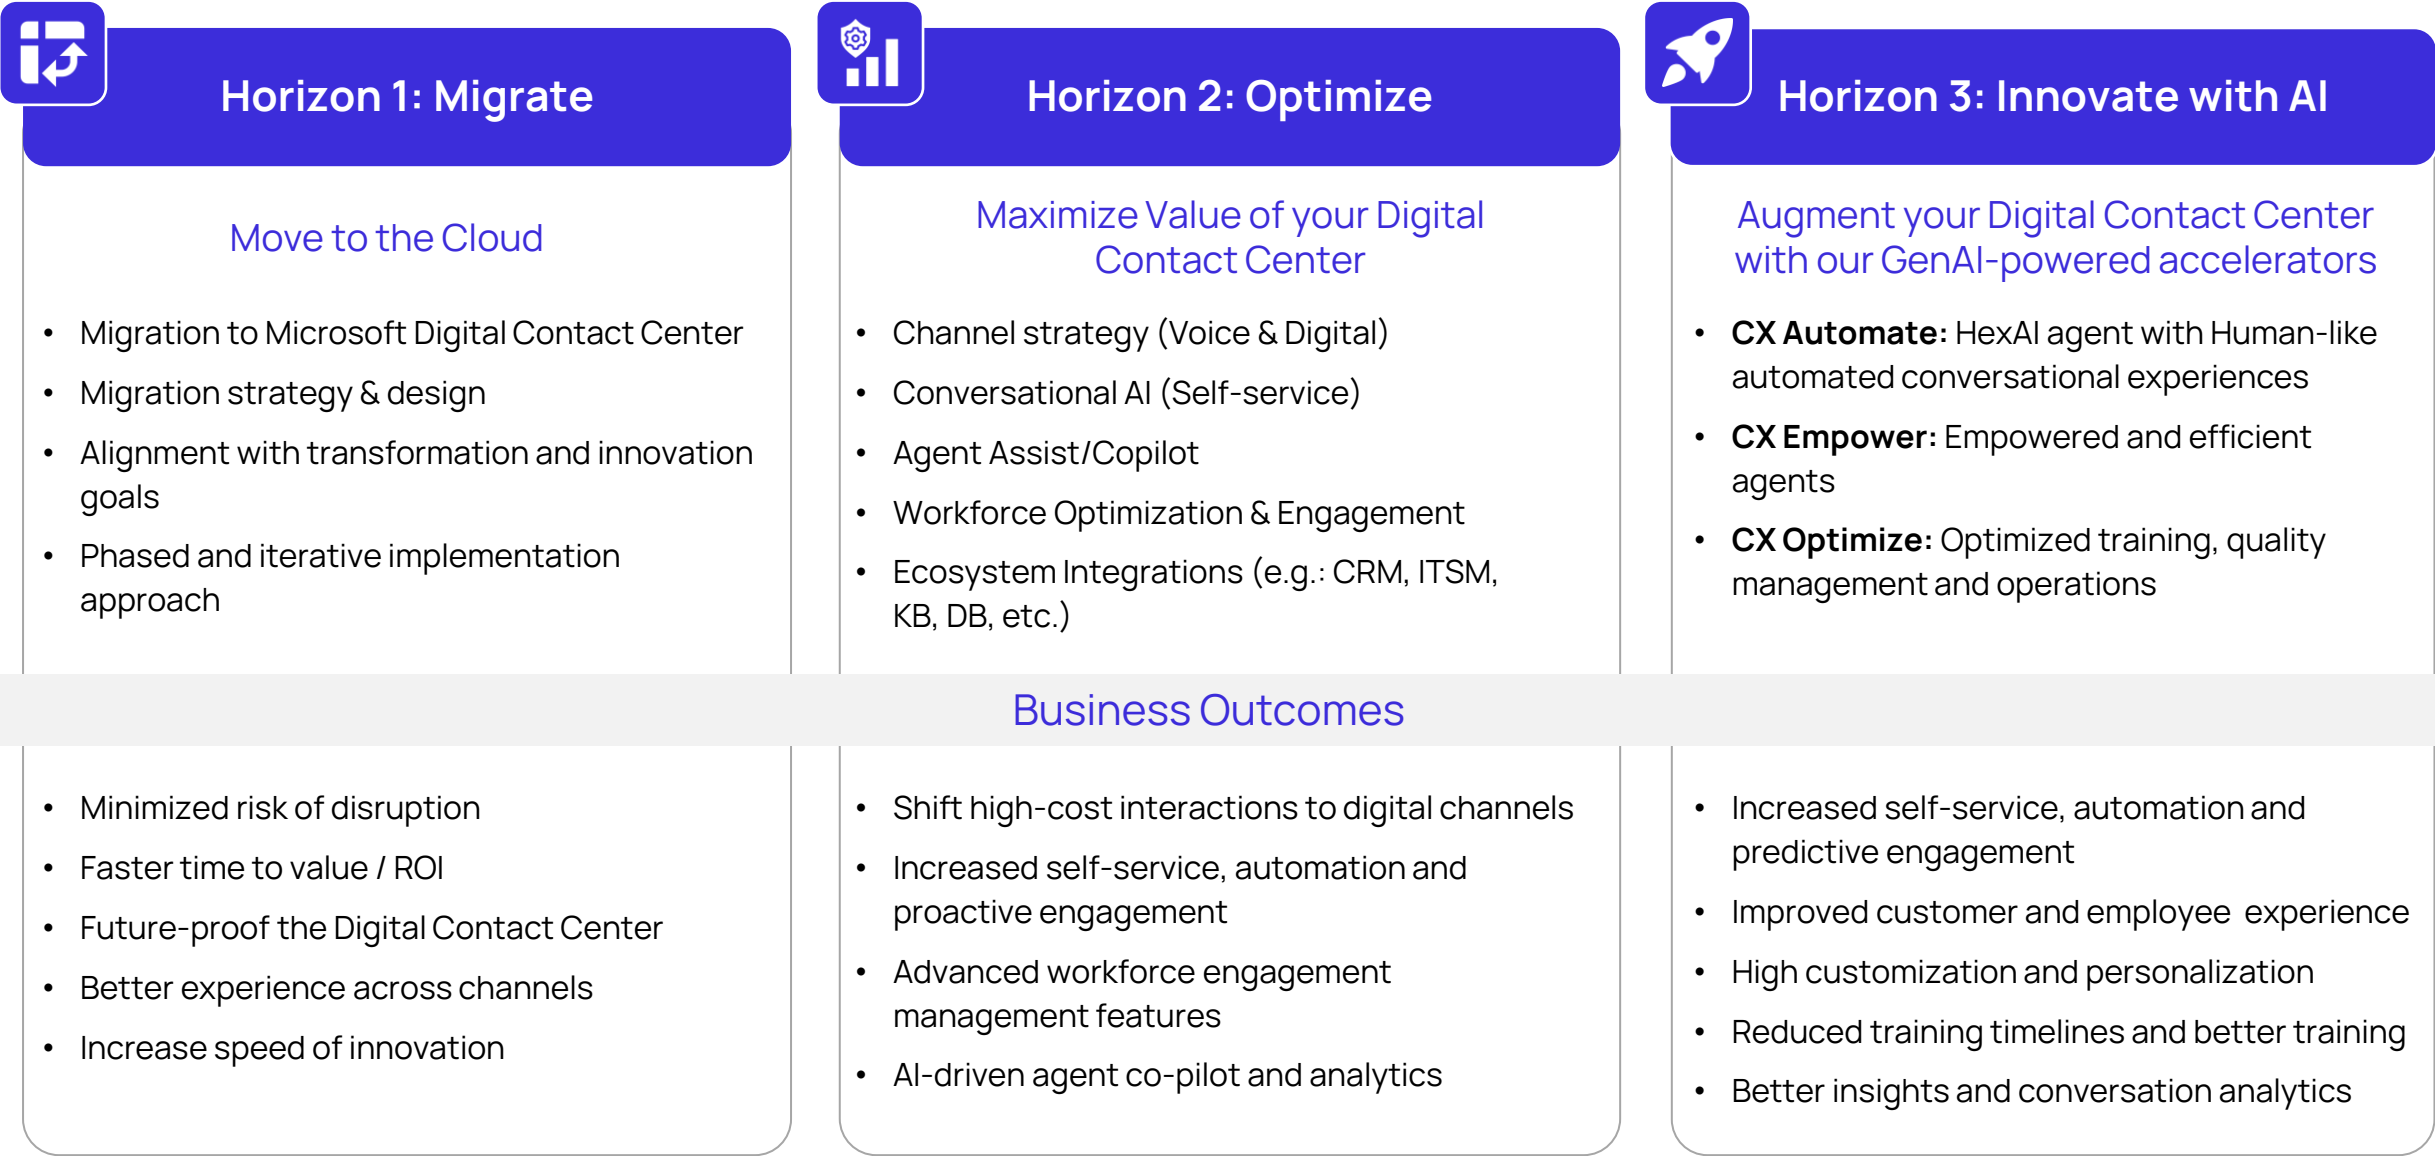 Horizon 1: Migrate
Move to the Cloud
• Migration to Microsoft Digital Contact Center
• Migration strategy & design
• Alignment with transformation and innovation
goals
• Phased and iterative implementation
approach
Horizon 2: Optimize
Maximize Value of your Digital
Contact Center
• Channel strategy (Voice & Digital)
• Conversational AI (Self-service)
• Agent Assist/Copilot
• Workforce Optimization & Engagement
• Ecosystem Integrations (e.g.: CRM, ITSM,
KB, DB, etc.)
Horizon 3: Innovate with AI
Augment your Digital Contact Center
with our GenAI-powered accelerators
• CX Automate: HexAI agent with Human-like
automated conversational experiences
• CX Empower: Empowered and efficient
agents
• CX Optimize: Optimized training, quality
management and operations
Business Outcomes
• Minimized risk of disruption
• Faster time to value / ROI
• Future-proof the Digital Contact Center
• Better experience across channels
• Increase speed of innovation
• Shift high-cost interactions to digital channels
• Increased self-service, automation and
proactive engagement
• Advanced workforce engagement
management features
• AI-driven agent co-pilot and analytics
• Increased self-service, automation and
predictive engagement
• Improved customer and employee  experience
• High customization and personalization
• Reduced training timelines and better training
• Better insights and conversation analytics